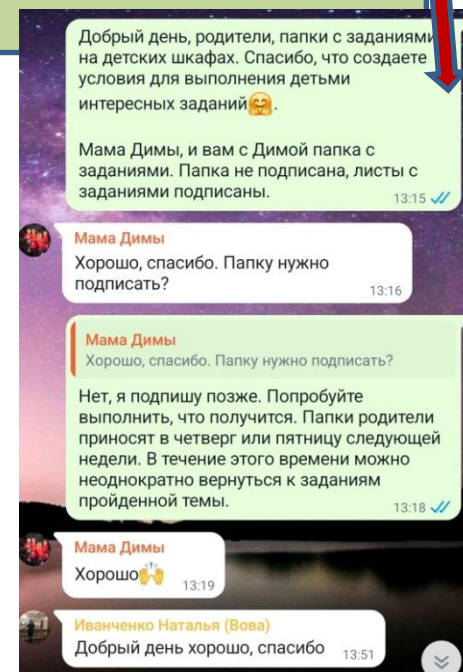 Добрый день, родители, папки с заданиями
на детских шкафах. Спасибо, что создаете
условия для выполнения детьми
интересных заданий🤗.
Мама Димы, и вам с Димой папка с
заданиями. Папка не подписана, листы с
заданиями подписаны.
13:15
Мама Димы
Хорошо, спасибо. Папку нужно
подписать?
13:16
Мама Димы
Хорошо, спасибо. Папку нужно подписать?
Нет, я подпишу позже. Попробуйте
выполнить, что получится. Папки родители
приносят в четверг или пятницу следующей
недели. В течение этого времени можно
неоднократно вернуться к заданиям
пройденной темы.
13:18
Мама Димы
Хорошо🙌
13:19
Иванченко Наталья (Вова)
Добрый день хорошо, спасибо
13:51